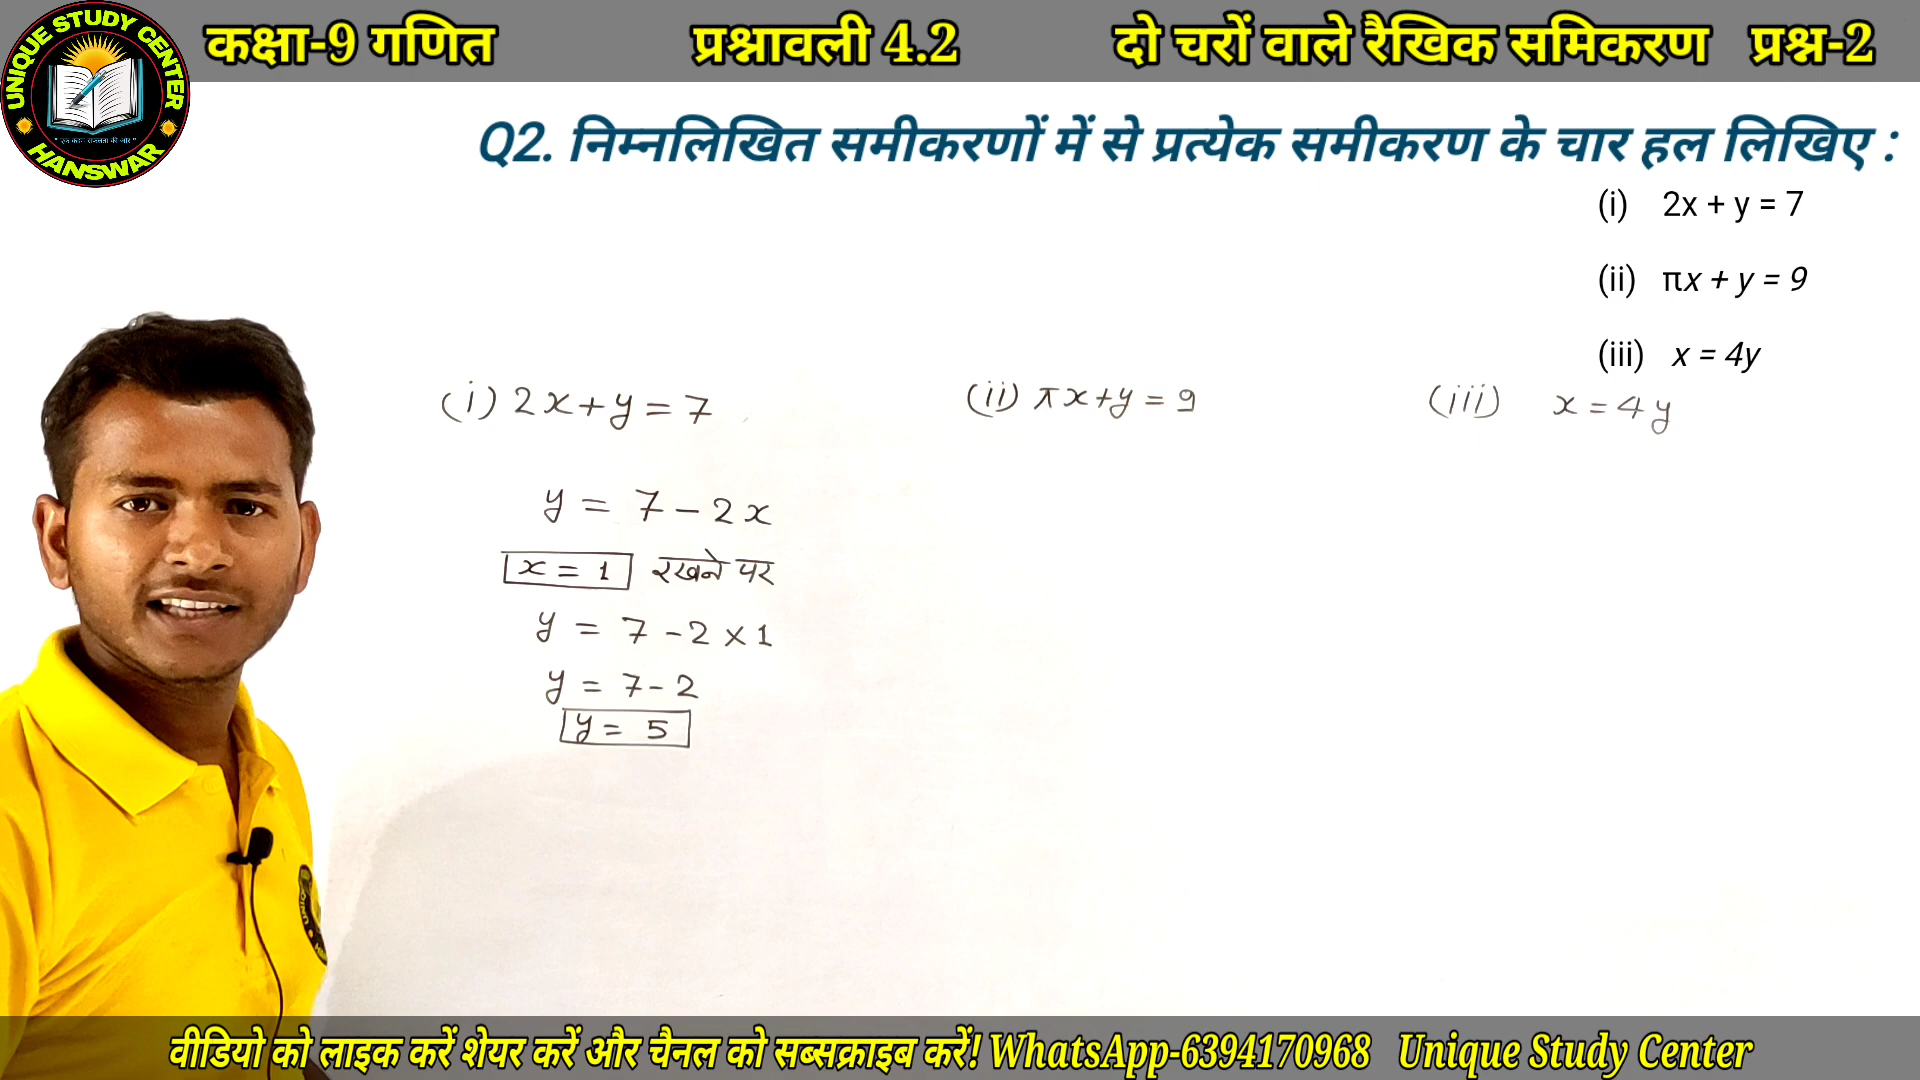 कक्षा-9 गणित प्रश्नावली 4.2 दो चरों वाले रैखिक समिकरण प्रश्न-2
UNIQUE STUDY CENTER
HANSWAR
Q2. निम्नलिखित समीकरणों में से प्रत्येक समीकरण के चार हल लिखिए :
(i) 2x + y = 7
(ii) πx + y = 9
(iii) x = 4y
(i) 2x+y=7
y = 7-2x
x = 1 रखने पर
y = 7-2×1
y = 7-2
y = 5
(ii) πx+y=9
(iii) x=4y
वीडियो को लाइक करें शेयर करें और चैनल को सब्सक्राइब करें! WhatsApp-6394170968 Unique Study Center